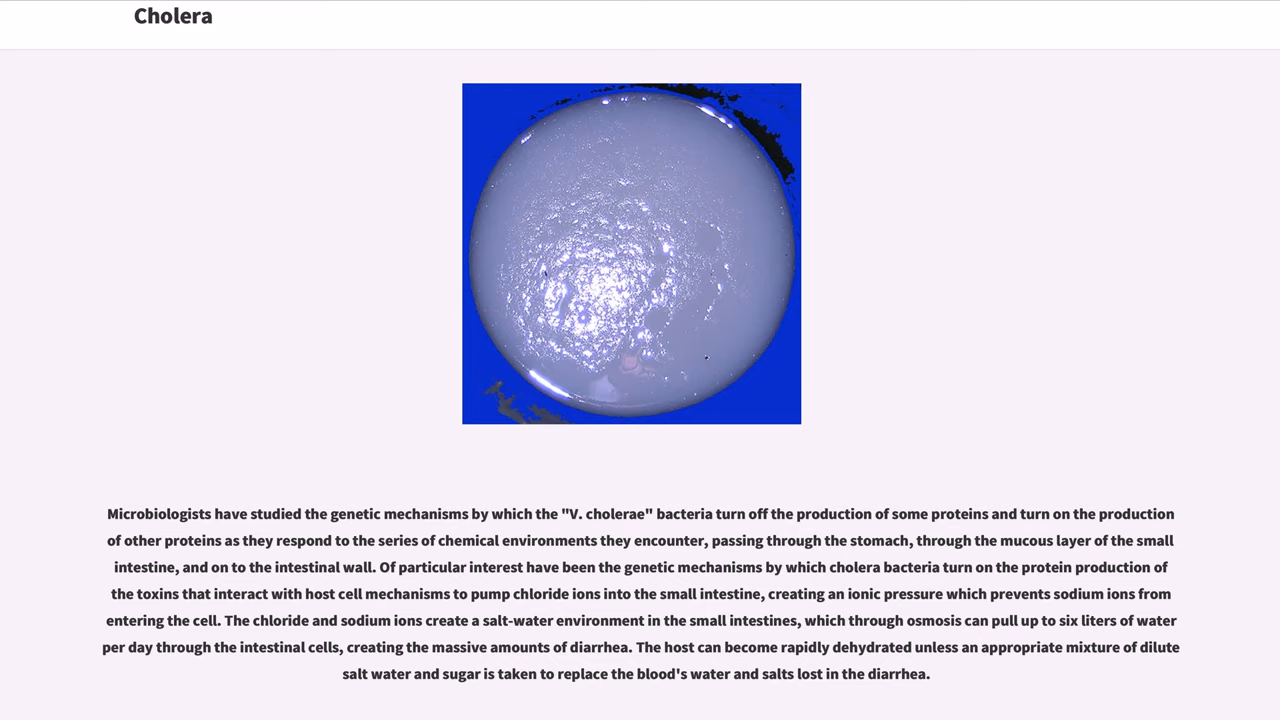 Cholera
Microbiologists have studied the genetic mechanisms by which the "V. cholerae" bacteria turn off the production of some proteins and turn on the production
of other proteins as they respond to the series of chemical environments they encounter, passing through the stomach, through the mucous layer of the small
intestine, and on to the intestinal wall. Of particular interest have been the genetic mechanisms by which cholera bacteria turn on the protein production of
the toxins that interact with host cell mechanisms to pump chloride ions into the small intestine, creating an ionic pressure which prevents sodium ions from
entering the cell. The chloride and sodium ions create a salt-water environment in the small intestines, which through osmosis can pull up to six liters of water
per day through the intestinal cells, creating the massive amounts of diarrhea. The host can become rapidly dehydrated unless an appropriate mixture of dilute
salt water and sugar is taken to replace the blood's water and salts lost in the diarrhea.